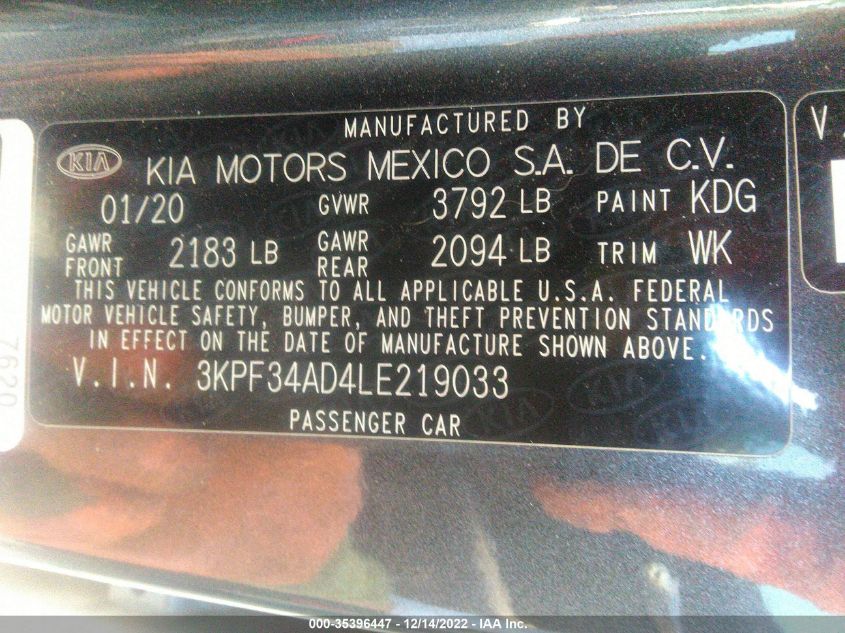 MANUFACTURED BY
KIA KIA MOTORS MEXICO S.A. DE C.V.
01/20 GVWR 3792 LB PAINT KDG
GAWR FRONT 2183 LB GAWR REAR 2094 LB TRIM WK
THIS VEHICLE CONFORMS TO ALL APPLICABLE U.S.A. FEDERAL
MOTOR VEHICLE SAFETY, BUMPER, AND THEFT PREVENTION STANDARDS
IN EFFECT ON THE DATE OF MANUFACTURE SHOWN ABOVE.
V.I.N. 3KPF34AD4LE219033
PASSENGER CAR
7620
V.
000-35396447 - 12/14/2022 - IAA Inc.